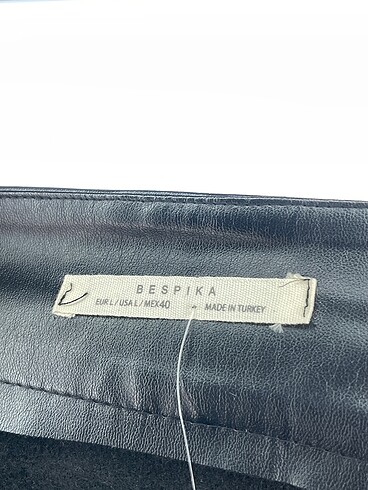 BESPIKA
EUR L / USA L / MEX40 - MADE IN TURKEY